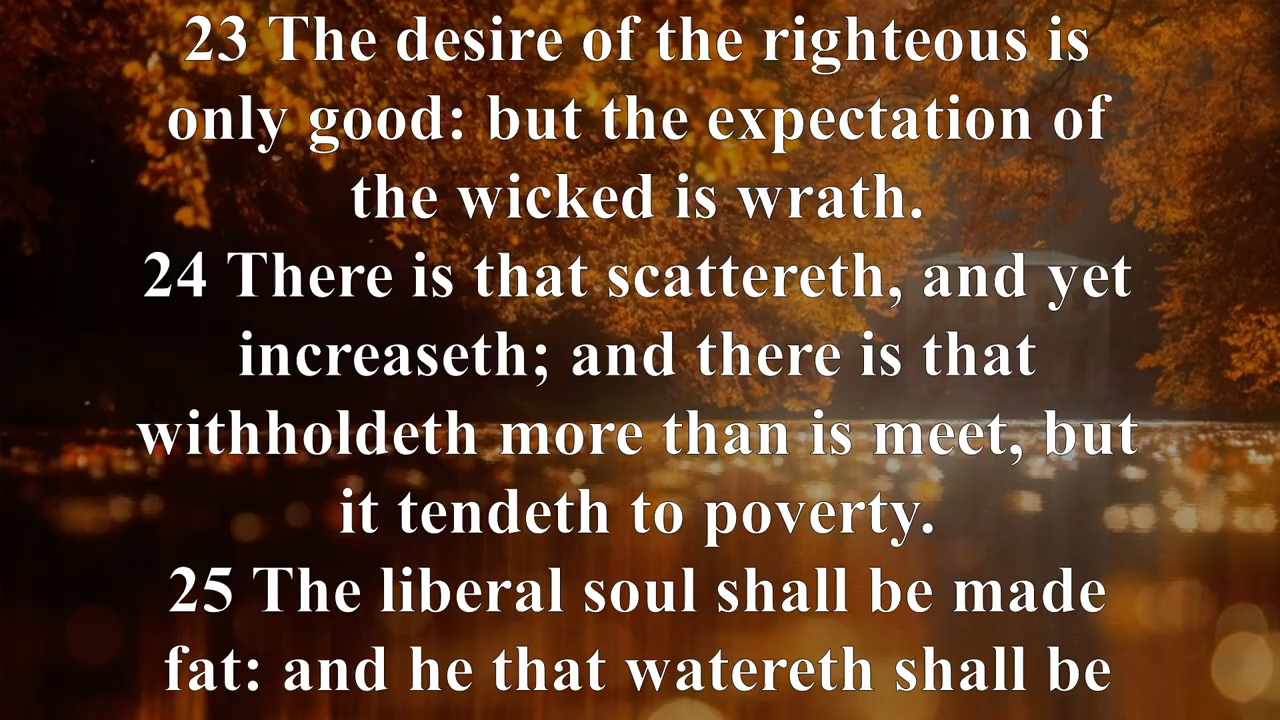 23 The desire of the righteous is
only good: but the expectation of
the wicked is wrath.
24 There is that scattereth, and yet
increaseth; and there is that
withholdeth more than is meet, but
it tendeth to poverty.
25 The liberal soul shall be made
fat: and he that watereth shall be